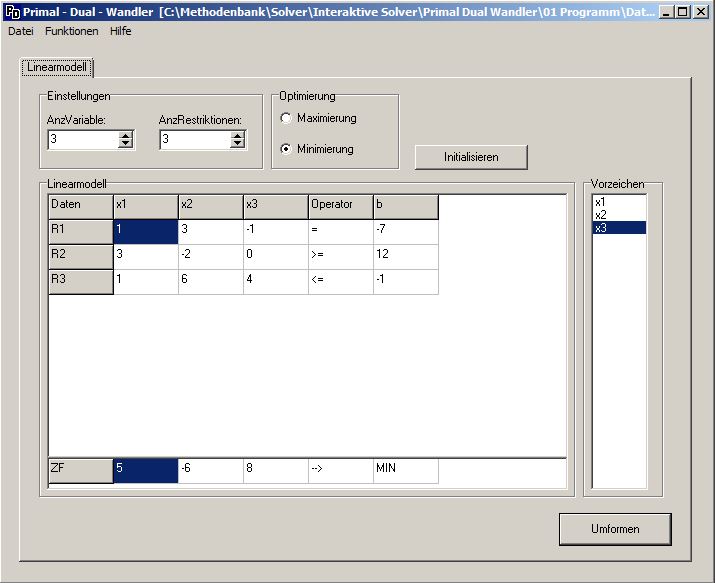 Primal - Dual - Wandler [C:\Methodenbank\Solver\Interaktive Solver\Primal Dual Wandler\01 Programm\Dat...
Datei Funktionen Hilfe
Linearmodell
Einstellungen Optimierung
AnzVariable: AnzRestriktionen: Maximierung
3 3 Minimierung
Initialisieren
Linearmodell Vorzeichen
Daten x1 x2 x3 Operator b
R1 1 3 -1 = -7
R2 3 -2 0 >= 12
R3 1 6 4 <= -1
x1
x2
x3
ZF 5 -6 8 --> MIN
Umformen